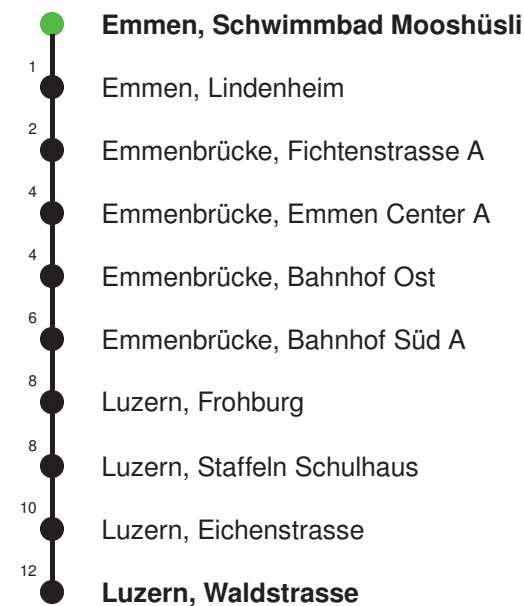 Emmen, Schwimmbad Mooshüsli
1 Emmen, Lindenheim
2 Emmenbrücke, Fichtenstrasse A
4 Emmenbrücke, Emmen Center A
4 Emmenbrücke, Bahnhof Ost
6 Emmenbrücke, Bahnhof Süd A
8 Luzern, Frohburg
8 Luzern, Staffeln Schulhaus
10 Luzern, Eichenstrasse
12 Luzern, Waldstrasse